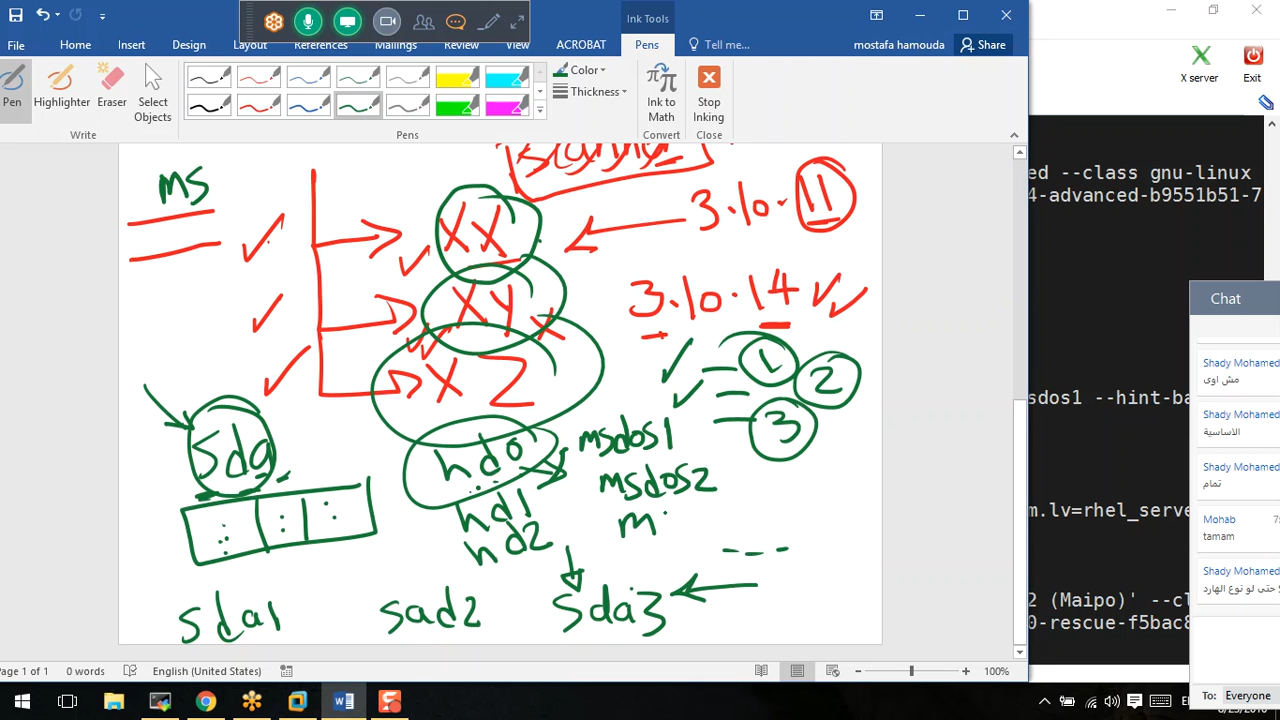 Ink Tools
File
Home
Insert
Design
Layout
References
Mailings
Review
View
ACROBAT
Pens
Tell me...
mostafa hamouda
Share
X server
Exit
Pen
Highlighter
Eraser
Select
Objects
Color
Thickness
Ink to
Math
Stop
Inking
Write
Pens
Convert
Close
ms
XX
3.10.11
XY
3.10.14
XZ
1
2
3
sda
hd0
msdos1
hd1
msdos2
hd2
m
sda1
sad2
sda3
ed --class gnu-linux
4-advanced-b9551b51-7
sdos1 --hint-ba
m.lv=rhel_serve
2 (Maipo)' --cl
0-rescue-f5bac8
Chat
Shady Mohamed
مش اوى
Shady Mohamed
الاساسية
Shady Mohamed
تمام
Mohab
tamam
Shady Mohamed
حتى لو نوع الهارد
To: Everyone
Page 1 of 1
0 words
English (United States)
100%